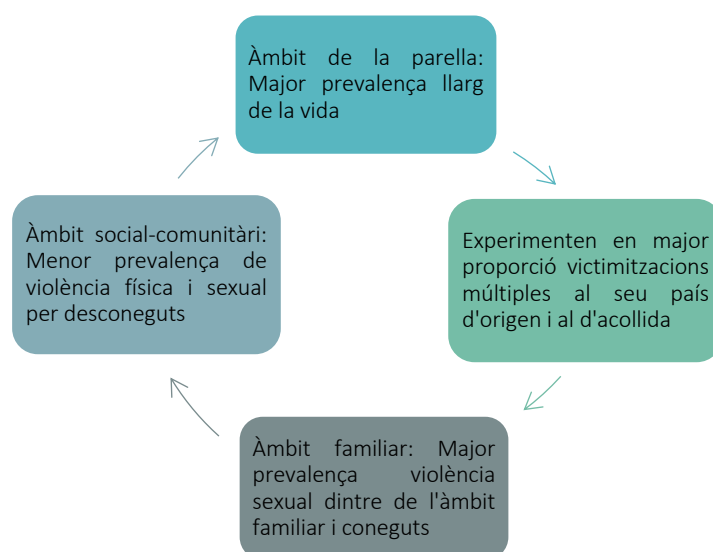 Àmbit de la parella:
Major prevalença llarg
de la vida
Experimenten en major
proporció victimitzacions
múltiples al seu país
d'origen i al d'acollida
Àmbit familiar: Major
prevalença violència
sexual dintre de l'àmbit
familiar i coneguts
Àmbit social-comunitàri:
Menor prevalença de
violència física i sexual
per desconeguts